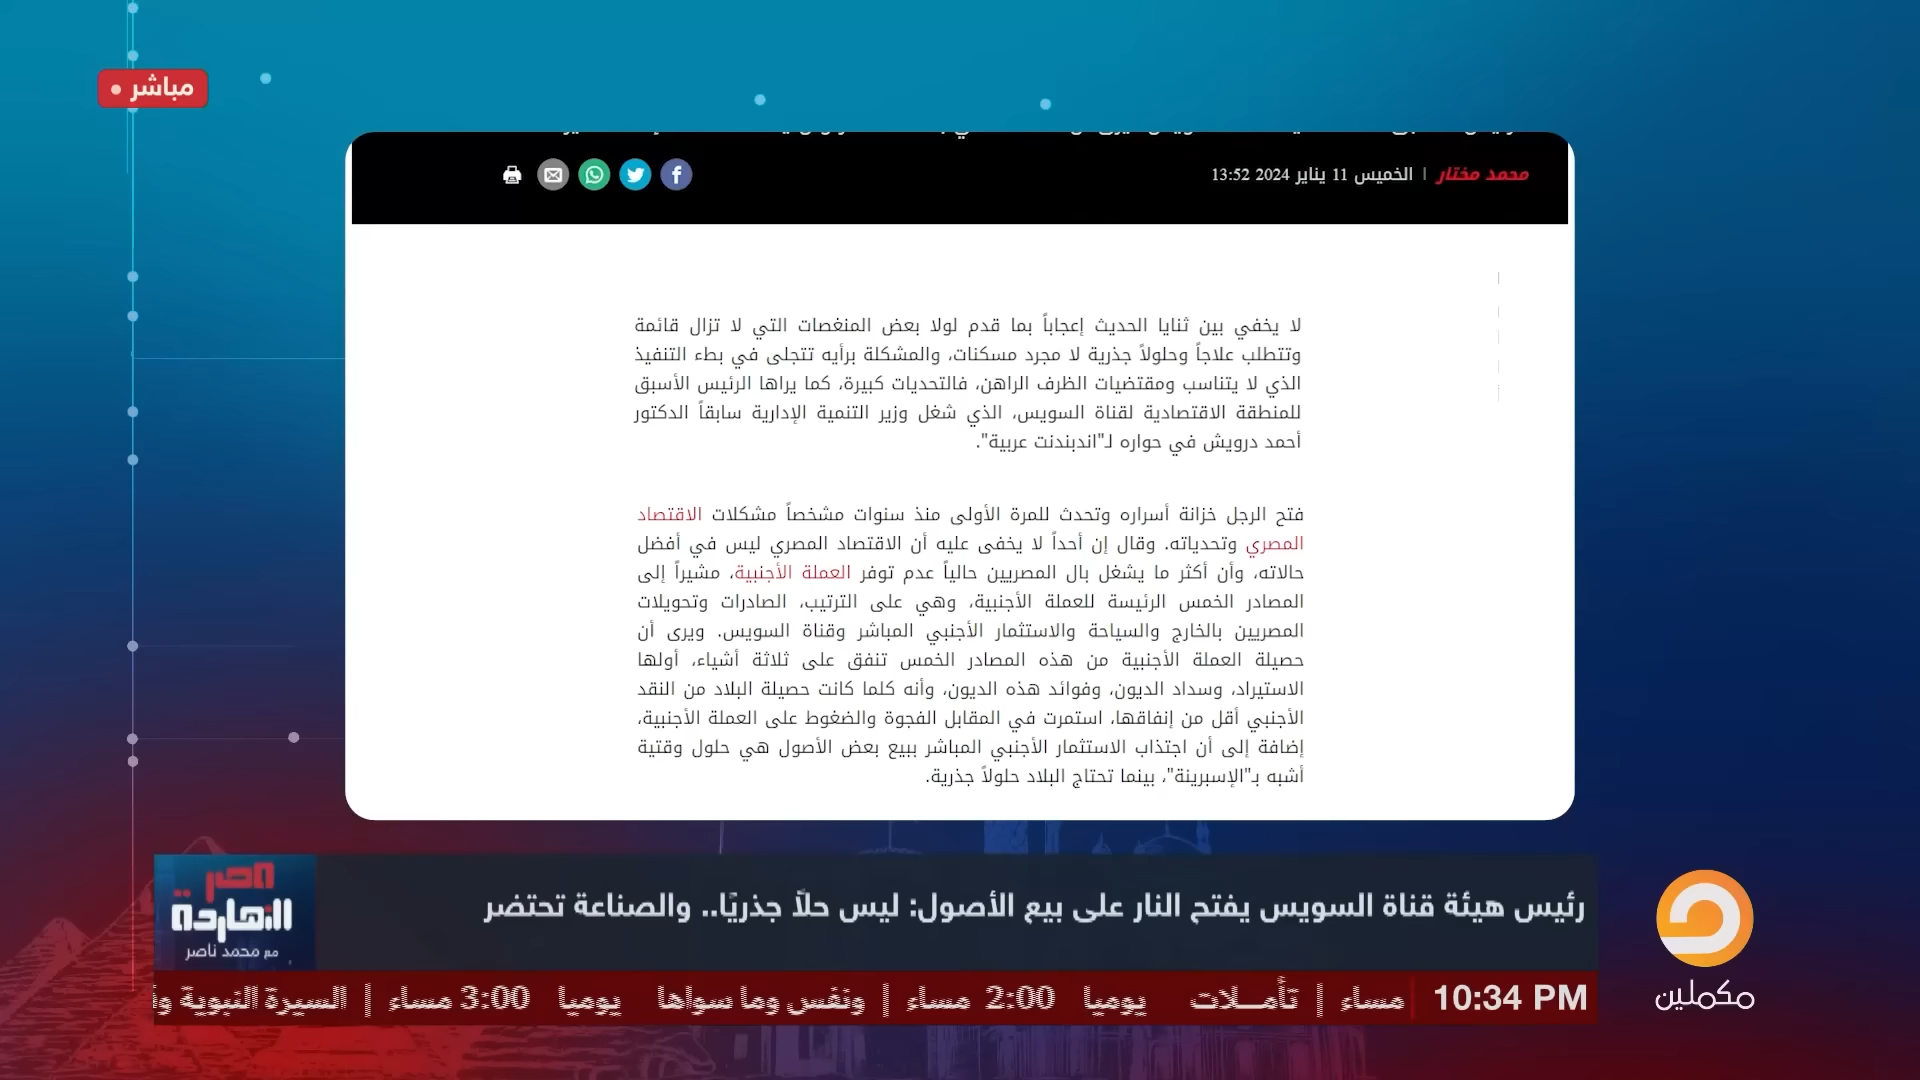 مباشر
محمد مختار | الخميس 11 يناير 2024 13:52
لا يخفي بين ثنايا الحديث إعجاباً بما قدم لولا بعض المنغصات التي لا تزال قائمة
وتتطلب علاجاً وحلولاً جذرية لا مجرد مسكنات، والمشكلة برأيه تتجلى في بطء التنفيذ
الذي لا يتناسب ومقتضيات الظرف الراهن، فالتحديات كبيرة، كما يراها الرئيس الأسبق
للمنطقة الاقتصادية لقناة السويس، الذي شغل وزير التنمية الإدارية سابقاً الدكتور
أحمد درويش في حواره لـ"اندبندنت عربية".
فتح الرجل خزانة أسراره وتحدث للمرة الأولى منذ سنوات مشخصاً مشكلات الاقتصاد
المصري وتحدياته. وقال إن أحداً لا يخفى عليه أن الاقتصاد المصري ليس في أفضل
حالاته، وأن أكثر ما يشغل بال المصريين حالياً عدم توفر العملة الأجنبية، مشيراً إلى
المصادر الخمس الرئيسة للعملة الأجنبية، وهي على الترتيب، الصادرات وتحويلات
المصريين بالخارج والسياحة والاستثمار الأجنبي المباشر وقناة السويس. ويرى أن
حصيلة العملة الأجنبية من هذه المصادر الخمس تنفق على ثلاثة أشياء، أولها
الاستيراد، وسداد الديون، وفوائد هذه الديون، وأنه كلما كانت حصيلة البلاد من النقد
الأجنبي أقل من إنفاقها، استمرت في المقابل الفجوة والضغوط على العملة الأجنبية،
إضافة إلى أن اجتذاب الاستثمار الأجنبي المباشر ببيع بعض الأصول هي حلول وقتية
أشبه بـ"الإسبرينة"، بينما تحتاج البلاد حلولاً جذرية.
رئيس هيئة قناة السويس يفتح النار على بيع الأصول: ليس حلًا جذريًا.. والصناعة تحتضر
مصر
النهاردة
مع محمد ناصر
10:34 PM
مساء | تأمـــلات يوميا 2:00 مساء | ونفس وما سواها يوميا 3:00 مساء | السيرة النبوية
مكملين